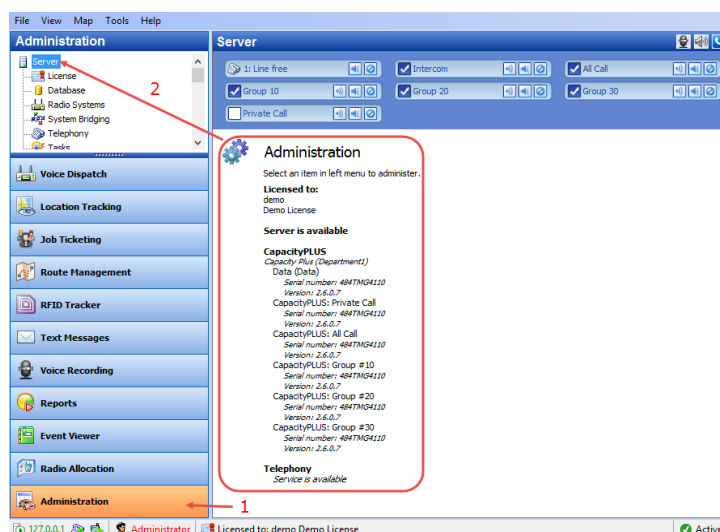 File View Map Tools Help
Administration
Server
Server
License
Database
Radio Systems
System Bridging
Telephony
Tasks
2
1: Line free
Intercom
All Call
Group 10
Group 20
Group 30
Private Call
Voice Dispatch
Location Tracking
Job Ticketing
Route Management
RFID Tracker
Text Messages
Voice Recording
Reports
Event Viewer
Radio Allocation
Administration
1
Administration
Select an item in left menu to administer.
Licensed to:
demo
Demo License
Server is available
CapacityPLUS
Capacity Plus (Department1)
Data (Data)
Serial number: 484TMG4110
Version: 2.6.0.7
CapacityPLUS: Private Call
Serial number: 484TMG4110
Version: 2.6.0.7
CapacityPLUS: All Call
Serial number: 484TMG4110
Version: 2.6.0.7
CapacityPLUS: Group #10
Serial number: 484TMG4110
Version: 2.6.0.7
CapacityPLUS: Group #20
Serial number: 484TMG4110
Version: 2.6.0.7
CapacityPLUS: Group #30
Serial number: 484TMG4110
Version: 2.6.0.7
Telephony
Service is available
127.0.0.1 Administrator Licensed to: demo Demo License Active